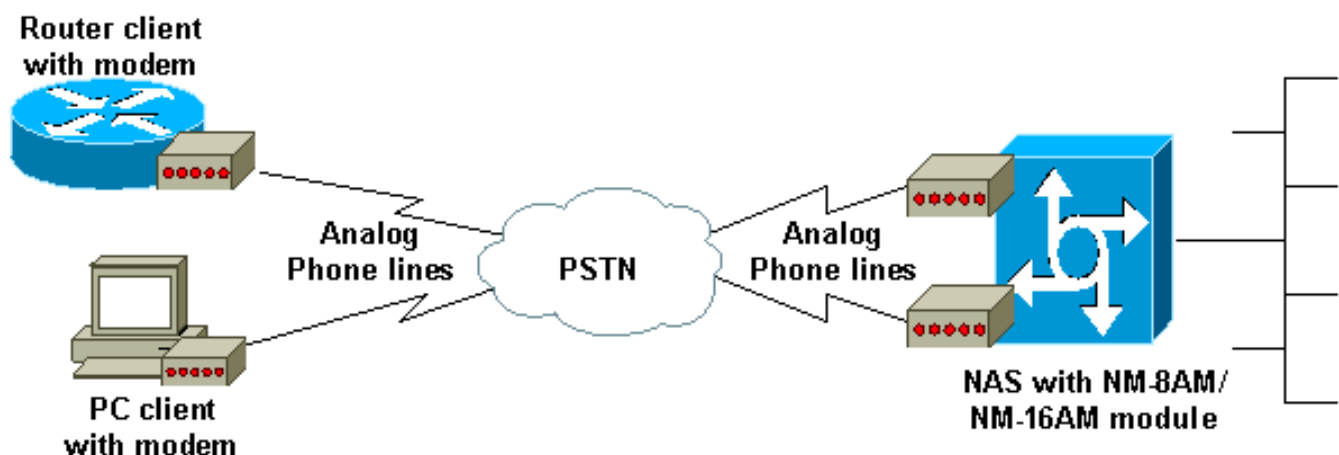 Router client
with modem
Analog
Phone lines
PSTN
Analog
Phone lines
PC client
with modem
NAS with NM-8AM/
NM-16AM module